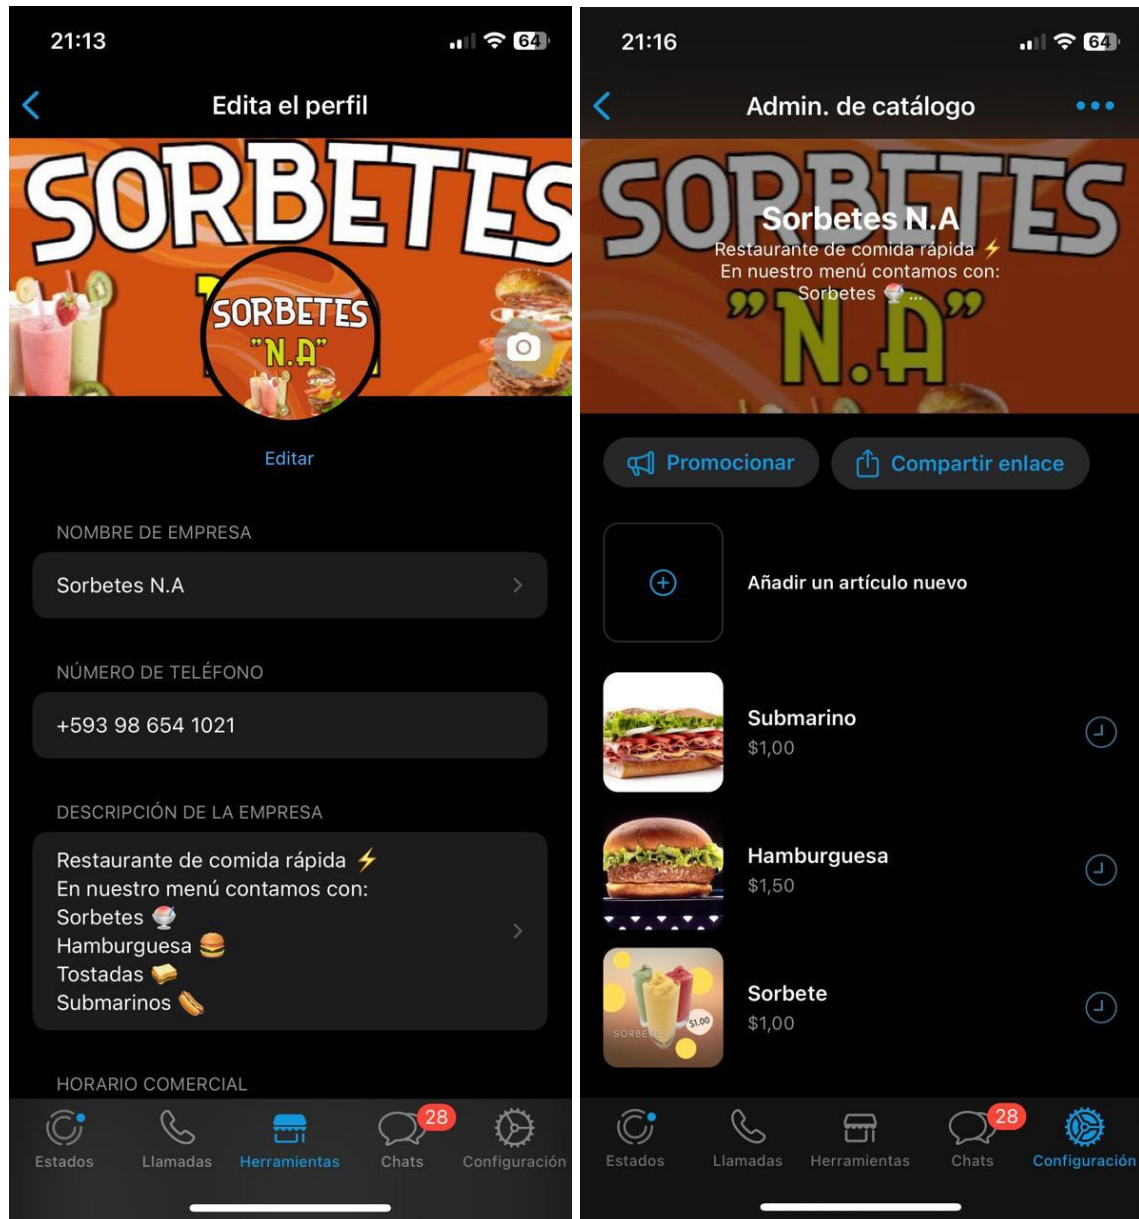 21:13
64
Edita el perfil
SORBETES
SORBETES
"N.A"
Editar
NOMBRE DE EMPRESA
Sorbetes N.A
NÚMERO DE TELÉFONO
+593 98 654 1021
DESCRIPCIÓN DE LA EMPRESA
Restaurante de comida rápida ⚡
En nuestro menú contamos con:
Sorbetes 🍧
Hamburguesa 🍔
Tostadas 🍞
Submarinos 🌭
HORARIO COMERCIAL
28
Estados
Llamadas
Herramientas
Chats
Configuración
21:16
64
Admin. de catálogo
SORBETES
"N.A"
Sorbetes N.A
Restaurante de comida rápida ⚡
En nuestro menú contamos con:
Sorbetes 🍧 ...
Promocionar
Compartir enlace
Añadir un artículo nuevo
Submarino
$1,00
Hamburguesa
$1,50
SORBETES
$1.00
Sorbete
$1,00
28
Estados
Llamadas
Herramientas
Chats
Configuración